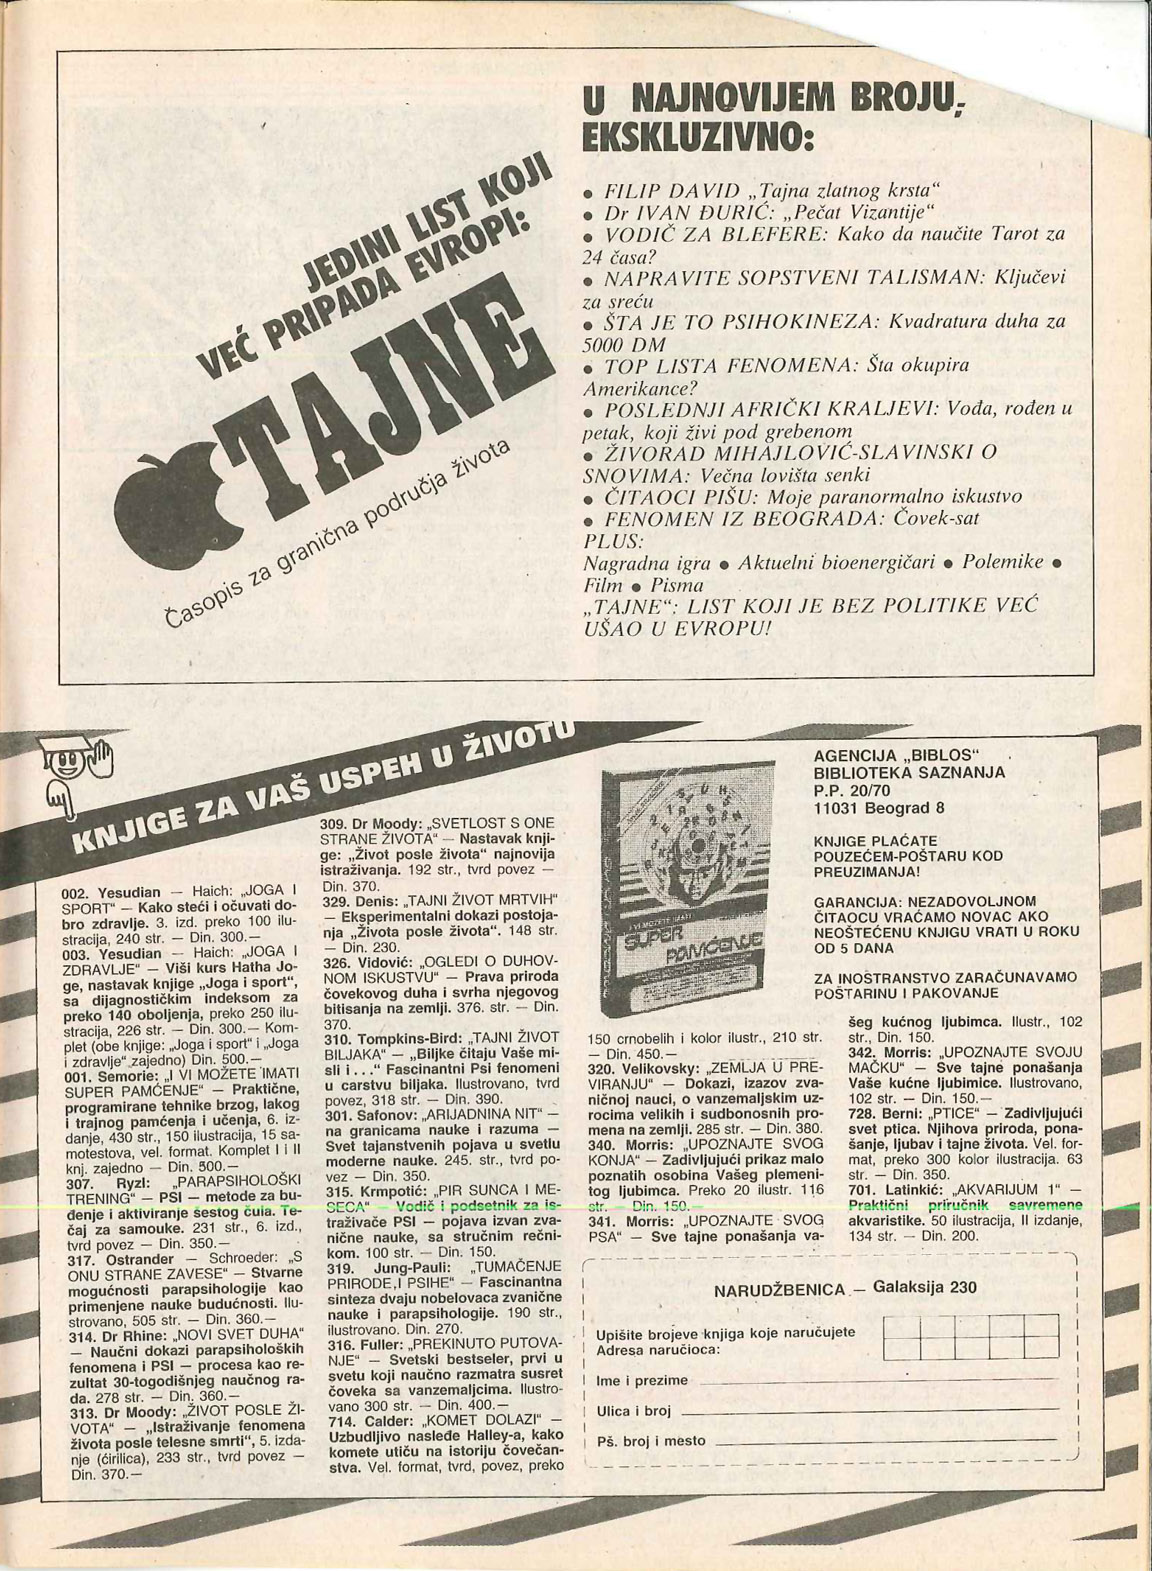 JEDINI LIST KOJI
VEĆ PRIPADA EVROPI:
TAJNE
Časopis za granična područja života
U NAJNOVIJEM BROJU,
EKSKLUZIVNO:
• FILIP DAVID „Tajna zlatnog krsta“
• Dr IVAN ĐURIĆ: „Pečat Vizantije“
• VODIČ ZA BLEFERE: Kako da naučite Tarot za
24 časa?
• NAPRAVITE SOPSTVENI TALISMAN: Ključevi
za sreću
• ŠTA JE TO PSIHOKINEZA: Kvadratura duha za
5000 DM
• TOP LISTA FENOMENA: Šta okupira
Amerikance?
• POSLEDNJI AFRIČKI KRALJEVI: Vođa, rođen u
petak, koji živi pod grebenom
• ŽIVORAD MIHAJLOVIĆ-SLAVINSKI O
SNOVIMA: Večna lovišta senki
• ČITAOCI PIŠU: Moje paranormalno iskustvo
• FENOMEN IZ BEOGRADA: Čovek-sat
PLUS:
Nagradna igra • Aktuelni bioenergičari • Polemike •
Film • Pisma
„TAJNE“: LIST KOJI JE BEZ POLITIKE VEĆ
UŠAO U EVROPU!
KNJIGE ZA VAŠ USPEH U ŽIVOTU
002. Yesudian — Haich: „JOGA I
SPORT“ — Kako steći i očuvati do-
bro zdravlje. 3. izd. preko 100 ilu-
stracija, 240 str. — Din. 300.—
003. Yesudian — Haich: „JOGA I
ZDRAVLJE“ — Viši kurs Hatha Jo-
ge, nastavak knjige „Joga i sport“,
sa dijagnostičkim indeksom za
preko 140 oboljenja, preko 250 ilu-
stracija, 226 str. — Din. 300.— Kom-
plet (obe knjige: „Joga i sport“ i „Joga
i zdravlje“ zajedno) Din. 500.—
001. Semorie: „I VI MOŽETE IMATI
SUPER PAMĆENJE“ — Praktične,
programirane tehnike brzog, lakog
i trajnog pamćenja i učenja, 6. iz-
danje, 430 str., 150 ilustracija, 15 sa-
motestova, vel. format. Komplet I i II
knj. zajedno — Din. 500.—
307. Ryzl: „PARAPSIHOLOŠKI
TRENING“ — PSI — metode za bu-
đenje i aktiviranje šestog čula. Te-
čaj za samouke. 231 str., 6. izd.,
tvrd povez — Din. 350.—
317. Ostrander — Schroeder: „S
ONU STRANE ZAVESE“ — Stvarne
mogućnosti parapsihologije kao
primenjene nauke budućnosti. Ilu-
strovano, 505 str. — Din. 360.—
314. Dr Rhine: „NOVI SVET DUHA“
— Naučni dokazi parapsiholoških
fenomena i PSI — procesa kao re-
zultat 30-togodišnjeg naučnog ra-
da. 278 str. — Din. 360.—
313. Dr Moody: „ŽIVOT POSLE ŽI-
VOTA“ — „Istraživanje fenomena
života posle telesne smrti“, 5. izda-
nje (ćirilica), 233 str., tvrd povez —
Din. 370.—
309. Dr Moody: „SVETLOST S ONE
STRANE ŽIVOTA“ — Nastavak knji-
ge: „Život posle života“ najnovija
istraživanja. 192 str., tvrd povez —
Din. 370.
329. Denis: „TAJNI ŽIVOT MRTVIH“
— Eksperimentalni dokazi postoja-
nja „Života posle života“. 148 str.
— Din. 230.
326. Vidović: „OGLEDI O DUHOV-
NOM ISKUSTVU“ — Prava priroda
čovekovog duha i svrha njegovog
bitisanja na zemlji. 376. str. — Din.
370.
310. Tompkins-Bird: „TAJNI ŽIVOT
BILJAKA“ — „Biljke čitaju Vaše mi-
sli i . . .“ Fascinantni Psi fenomeni
u carstvu biljaka. Ilustrovano, tvrd
povez, 318 str. — Din. 390.
301. Safonov: „ARIJADNINA NIT“ —
na granicama nauke i razuma —
Svet tajanstvenih pojava u svetlu
moderne nauke. 245. str., tvrd po-
vez — Din. 350.
315. Krmpotić: „PIR SUNCA I ME-
SECA“ — Vodič i podsetnik za is-
traživače PSI — pojava izvan zva-
nične nauke, sa stručnim rečni-
kom. 100 str. — Din. 150.
319. Jung-Pauli: „TUMAČENJE
PRIRODE I PSIHE“ — Fascinantna
sinteza dvaju nobelovaca zvanične
nauke i parapsihologije. 190 str.,
ilustrovano. Din. 270.
316. Fuller: „PREKINUTO PUTOVA-
NJE“ — Svetski bestseler, prvi u
svetu koji naučno razmatra susret
čoveka sa vanzemaljcima. Ilustro-
vano 300 str. — Din. 400.—
714. Calder: „KOMET DOLAZI“ —
Uzbudljivo nasleđe Halley-a, kako
komete utiču na istoriju čovečan-
stva. Vel. format, tvrd, povez, preko
I VI MOŽETE IMATI
SUPER
PAMĆENJE
AGENCIJA „BIBLOS“
BIBLIOTEKA SAZNANJA
P.P. 20/70
11031 Beograd 8
KNJIGE PLAĆATE
POUZEĆEM-POŠTARU KOD
PREUZIMANJA!
GARANCIJA: NEZADOVOLJNOM
ČITAOCU VRAĆAMO NOVAC AKO
NEOŠTEĆENU KNJIGU VRATI U ROKU
OD 5 DANA
ZA INOSTRANSTVO ZARAČUNAVAMO
POŠTARINU I PAKOVANJE
150 crnobelih i kolor ilustr., 210 str.
— Din. 450.—
320. Velikovsky: „ZEMLJA U PRE-
VIRANJU“ — Dokazi, izazov zva-
ničnoj nauci, o vanzemaljskim uz-
rocima velikih i sudbonosnih pro-
mena na zemlji. 285 str. — Din. 380.
340. Morris: „UPOZNAJTE SVOG
KONJA“ — Zadivljujući prikaz malo
poznatih osobina Vašeg plemeni-
tog ljubimca. Preko 20 ilustr. 116
str. — Din. 150.—
341. Morris: „UPOZNAJTE SVOG
PSA“ — Sve tajne ponašanja va-
šeg kućnog ljubimca. Ilustr., 102
str., Din. 150.
342. Morris: „UPOZNAJTE SVOJU
MAČKU“ — Sve tajne ponašanja
Vaše kućne ljubimice. Ilustrovano,
102 str. — Din. 150.—
728. Berni: „PTICE“ — Zadivljujući
svet ptica. Njihova priroda, pona-
šanje, ljubav i tajne života. Vel. for-
mat, preko 300 kolor ilustracija. 63
str. — Din. 350.
701. Latinkić: „AKVARIJUM 1“ —
Praktični priručnik savremene
akvaristike. 50 ilustracija, II izdanje,
134 str. — Din. 200.
NARUDŽBENICA — Galaksija 230
Upišite brojeve knjiga koje naručujete
Adresa naručioca:
Ime i prezime
Ulica i broj
Pš. broj i mesto